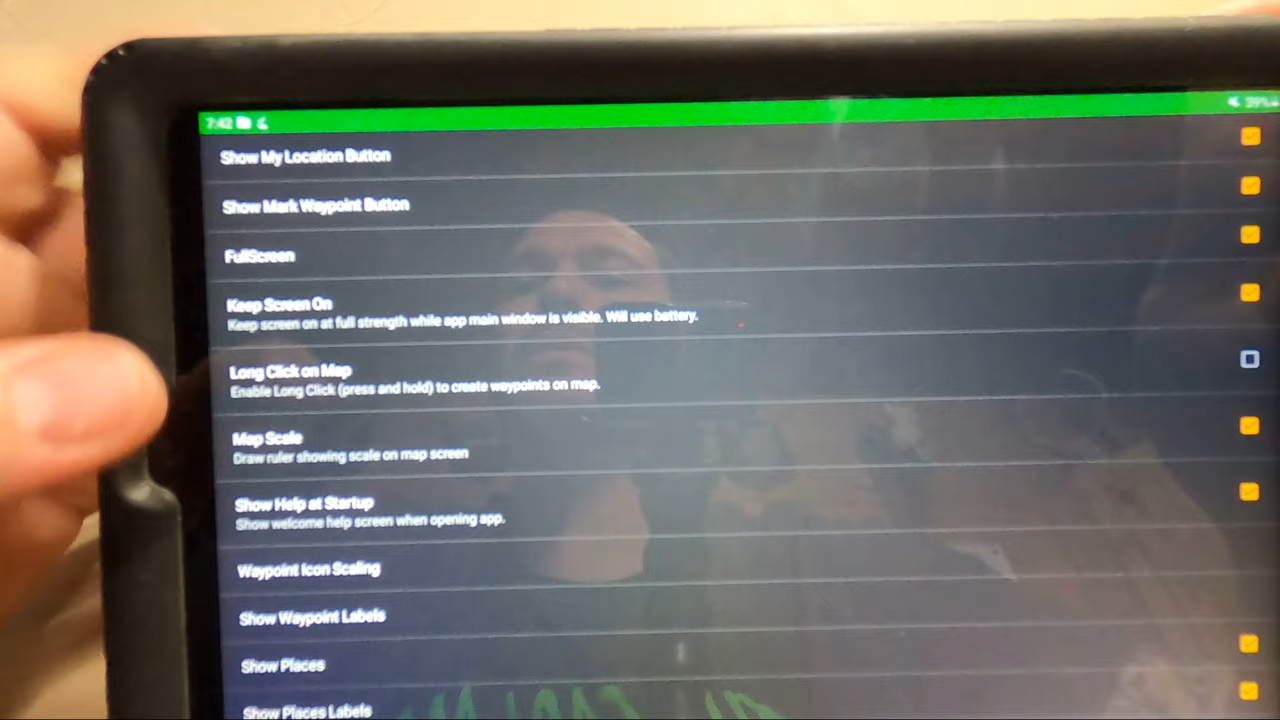 7:42 39%
Show My Location Button
Show Mark Waypoint Button
FullScreen
Keep Screen On
Keep screen on at full strength while app main window is visible. Will use battery.
Long Click on Map
Enable Long Click (press and hold) to create waypoints on map.
Map Scale
Draw ruler showing scale on map screen
Show Help at Startup
Show welcome help screen when opening app.
Waypoint Icon Scaling
Show Waypoint Labels
Show Places
Show Places Labels